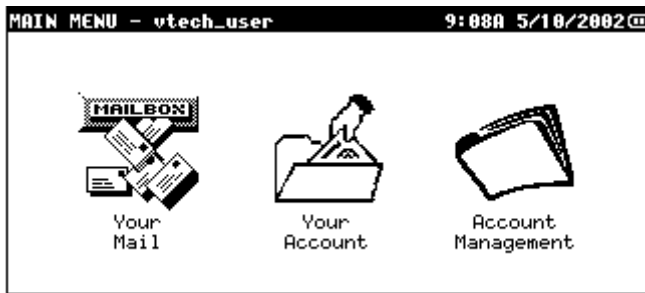 MAIN MENU - vtech_user 9:08A 5/10/2002
MAILBOX
Your
Mail
Your
Account
Account
Management